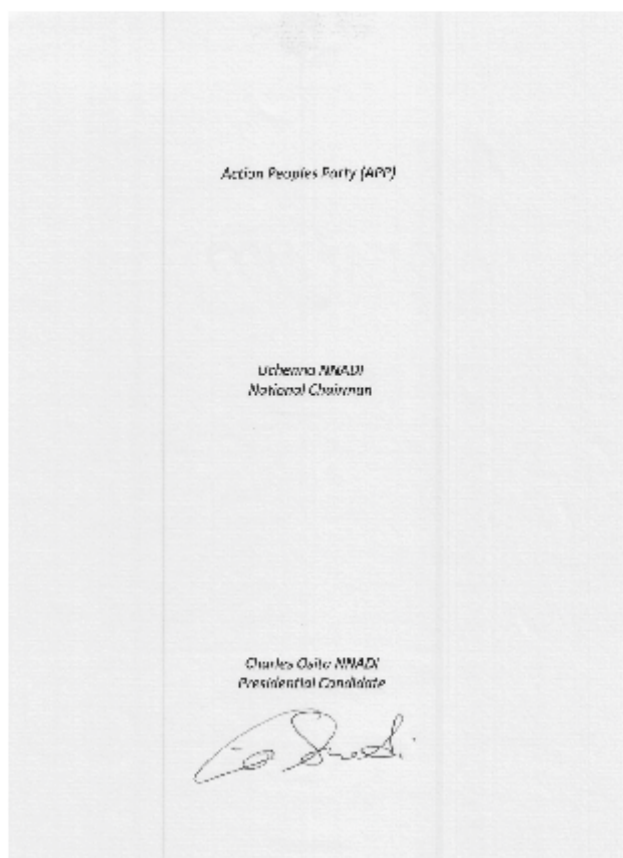 Action Peoples Party (APP)
Uchenna NNADI
National Chairman
Charles Osita NNADI
Presidential Candidate